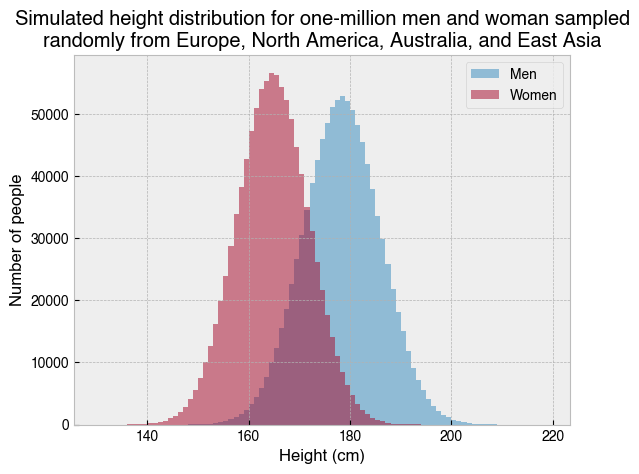 Simulated height distribution for one-million men and woman sampled
randomly from Europe, North America, Australia, and East Asia
Men
Women
50000
40000
30000
20000
10000
0
Number of people
140 160 180 200 220
Height (cm)